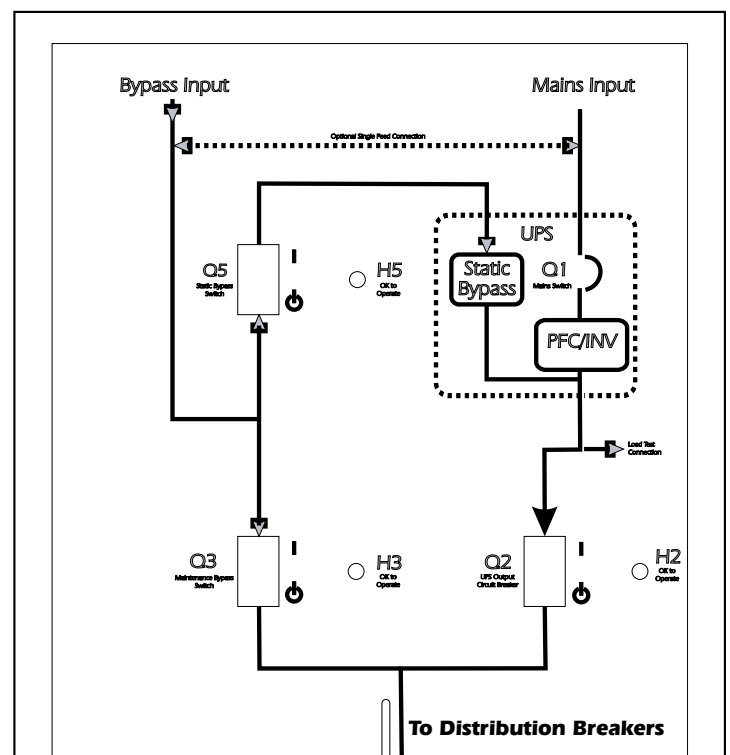 Bypass Input
Mains Input
Optional Single Feed Connection
UPS
Q5
Static Bypass
Switch
H5
OK to
Operate
Static
Bypass
Q1
Mains Switch
PFC/INV
Load Test
Connection
Q3
Maintenance Bypass
Switch
H3
OK to
Operate
Q2
UPS Output
Circuit Breaker
H2
OK to
Operate
To Distribution Breakers